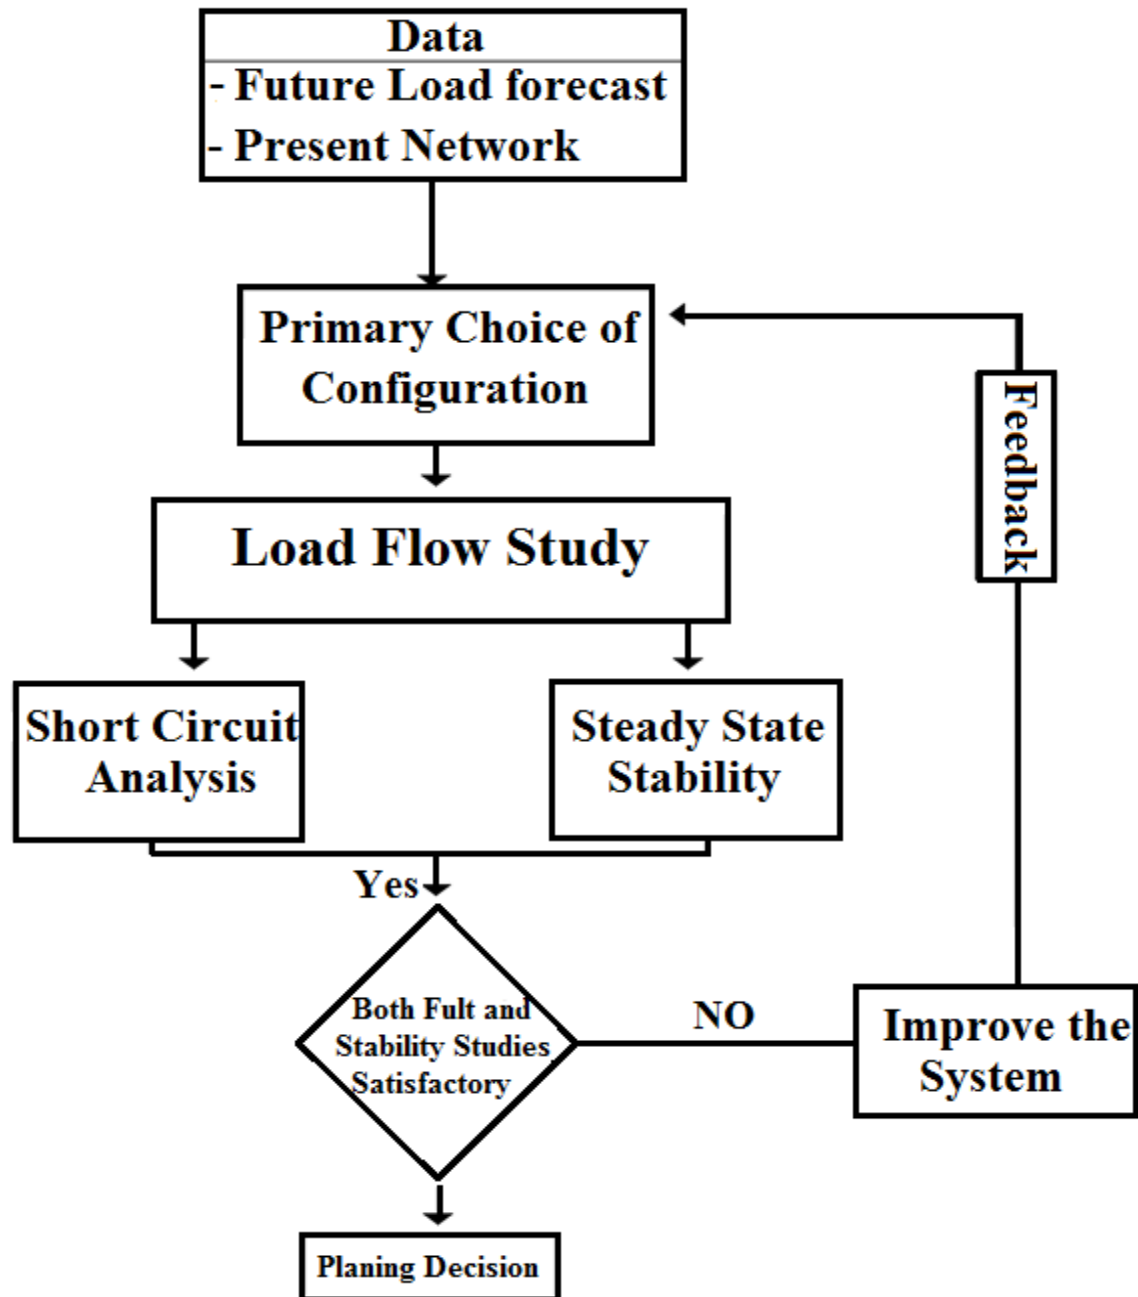 Data
- Future Load forecast
- Present Network
Primary Choice of
Configuration
Feedback
Load Flow Study
Short Circuit
Analysis
Steady State
Stability
Yes
Both Fult and
Stability Studies
Satisfactory
NO
Improve the
System
Planing Decision